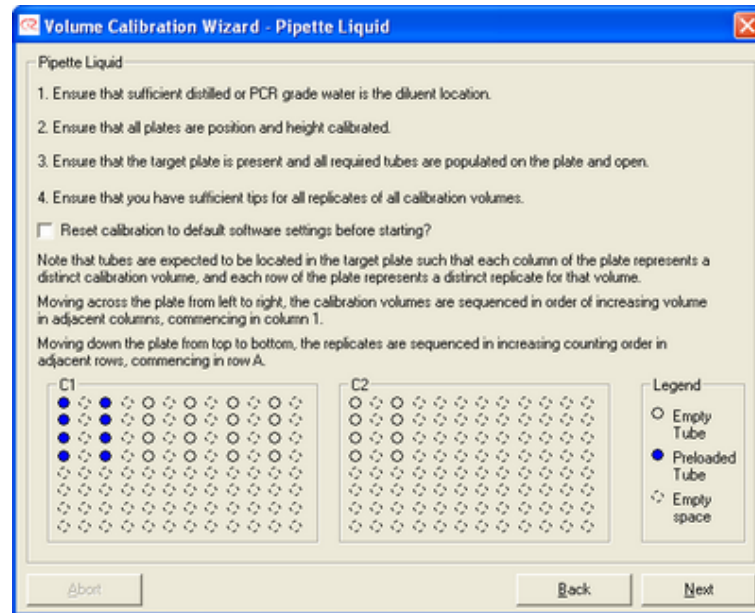 Volume Calibration Wizard - Pipette Liquid
Pipette Liquid
1. Ensure that sufficient distilled or PCR grade water is the diluent location.
2. Ensure that all plates are position and height calibrated.
3. Ensure that the target plate is present and all required tubes are populated on the plate and open.
4. Ensure that you have sufficient tips for all replicates of all calibration volumes.
Reset calibration to default software settings before starting?
Note that tubes are expected to be located in the target plate such that each column of the plate represents a
distinct calibration volume, and each row of the plate represents a distinct replicate for that volume.
Moving across the plate from left to right, the calibration volumes are sequenced in order of increasing volume
in adjacent columns, commencing in column 1.
Moving down the plate from top to bottom, the replicates are sequenced in increasing counting order in
adjacent rows, commencing in row A.
C1
C2
Legend
Empty
Tube
Preloaded
Tube
Empty
space
Abort
Back
Next